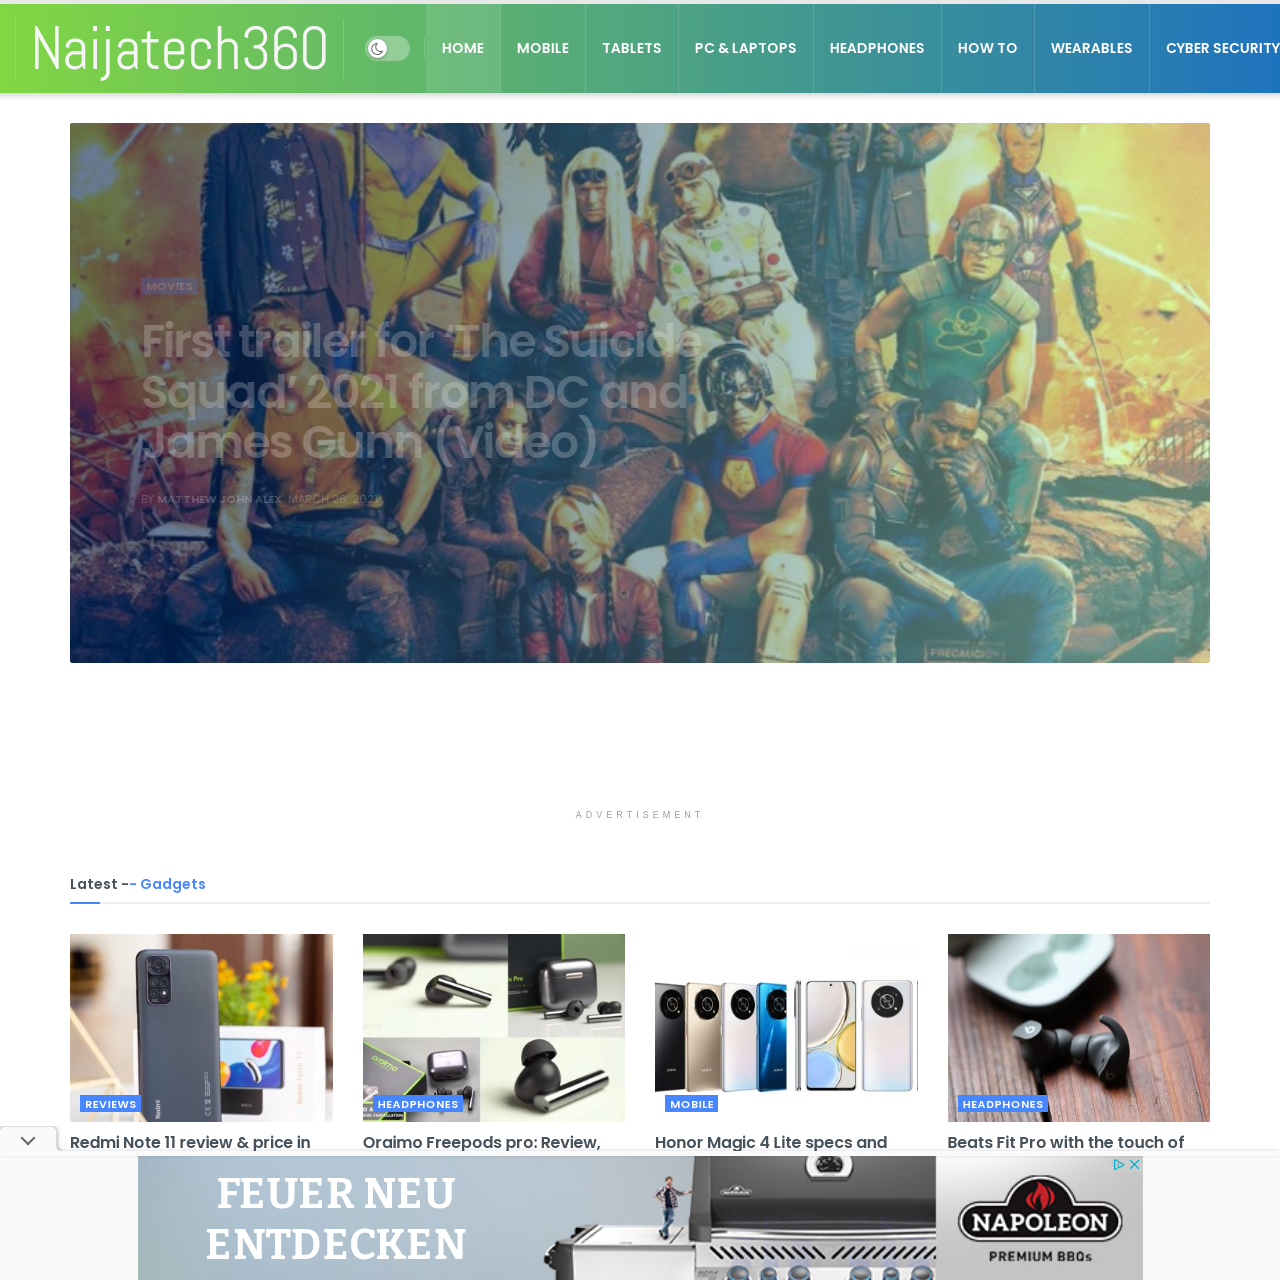 Naijatech360
HOME
MOBILE
TABLETS
PC & LAPTOPS
HEADPHONES
HOW TO
WEARABLES
CYBER SECURITY
MOVIES
First trailer for ‘The Suicide
Squad’ 2021 from DC and
James Gunn (Video)
BY MATTHEW JOHN ALEX MARCH 26, 2021
PRECAUCION
ADVERTISEMENT
Latest -- Gadgets
REVIEWS
HEADPHONES
MOBILE
HEADPHONES
Redmi Note 11 review & price in
Oraimo Freepods pro: Review,
Honor Magic 4 Lite specs and
Beats Fit Pro with the touch of
FEUER NEU
ENTDECKEN
NAPOLEON
PREMIUM BBQs